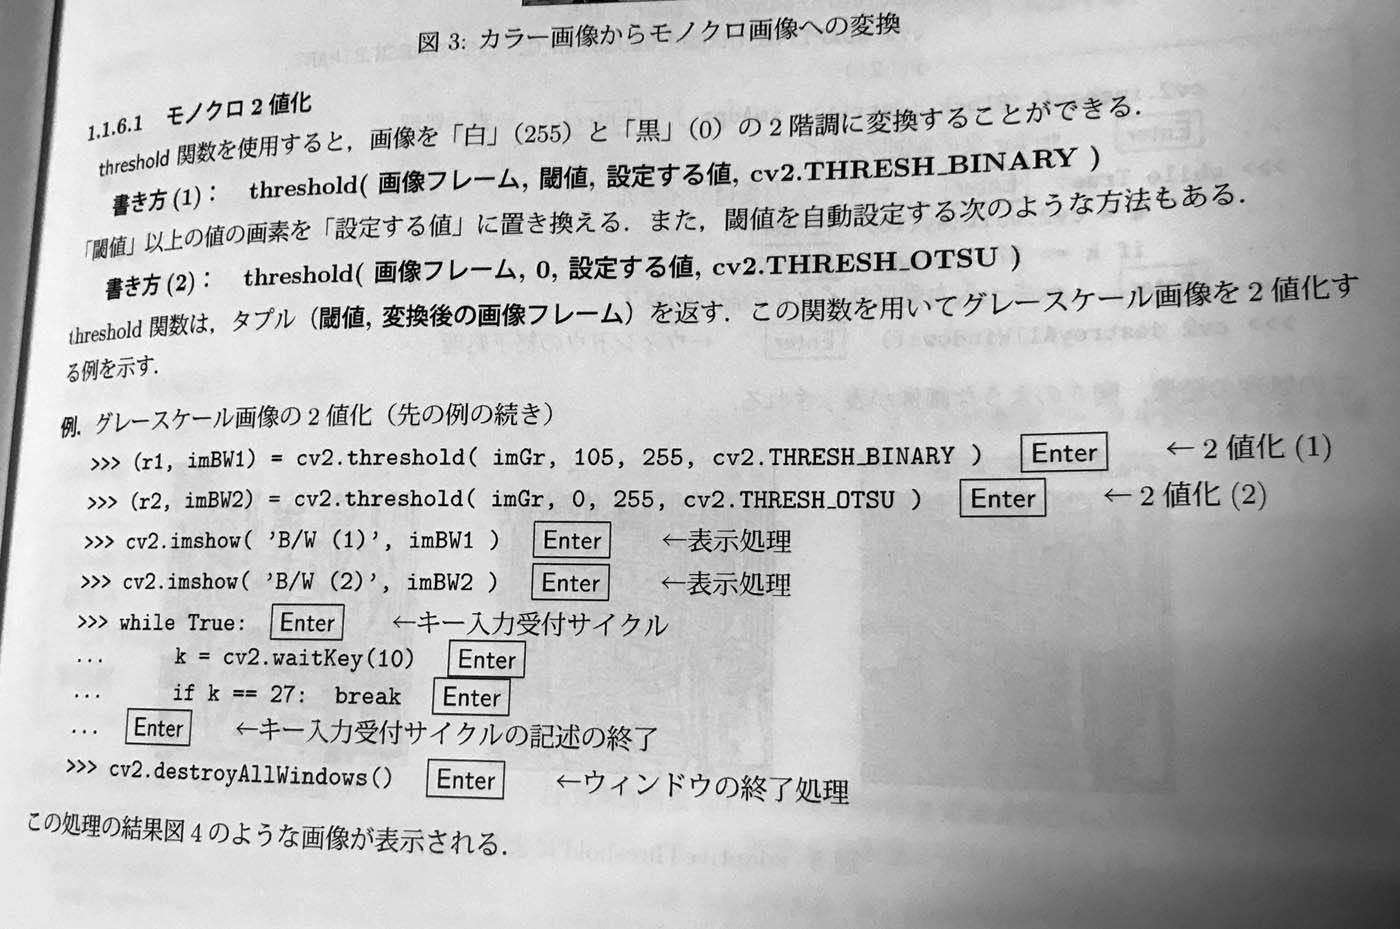 図 3: カラー画像からモノクロ画像への変換
1.1.6.1 モノクロ 2 値化
threshold 関数を使用すると，画像を「白」（255）と「黒」（0）の 2 階調に変換することができる．
書き方 (1)： threshold( 画像フレーム, 閾値, 設定する値, cv2.THRESH_BINARY )
「閾値」以上の値の画素を「設定する値」に置き換える．また，閾値を自動設定する次のような方法もある．
書き方 (2)： threshold( 画像フレーム, 0, 設定する値, cv2.THRESH_OTSU )
threshold 関数は，タプル（閾値, 変換後の画像フレーム）を返す．この関数を用いてグレースケール画像を 2 値化す
る例を示す．
例. グレースケール画像の 2 値化（先の例の続き）
>>> (r1, imBW1) = cv2.threshold( imGr, 105, 255, cv2.THRESH_BINARY ) Enter ←2 値化 (1)
>>> (r2, imBW2) = cv2.threshold( imGr, 0, 255, cv2.THRESH_OTSU ) Enter ←2 値化 (2)
>>> cv2.imshow( 'B/W (1)', imBW1 ) Enter ←表示処理
>>> cv2.imshow( 'B/W (2)', imBW2 ) Enter ←表示処理
>>> while True: Enter ←キー入力受付サイクル
... k = cv2.waitKey(10) Enter
... if k == 27: break Enter
... Enter ←キー入力受付サイクルの記述の終了
>>> cv2.destroyAllWindows() Enter ←ウィンドウの終了処理
この処理の結果図 4 のような画像が表示される．